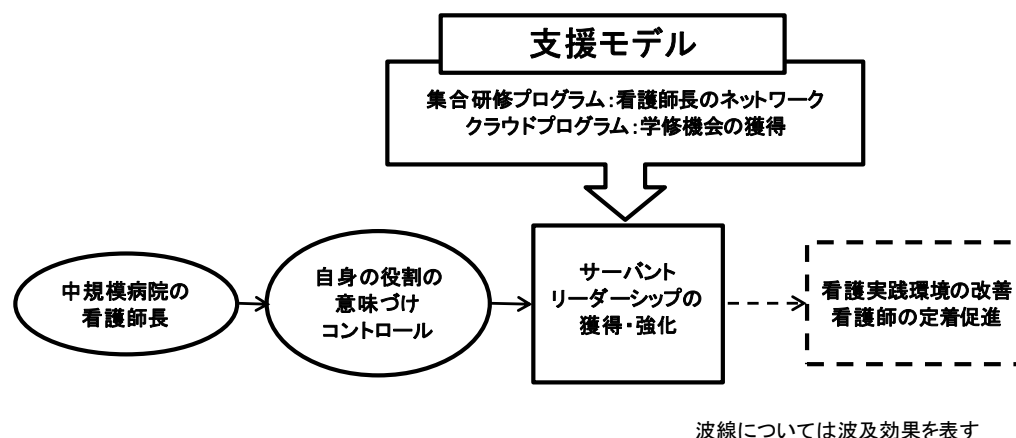 支援モデル
集合研修プログラム:看護師長のネットワーク
クラウドプログラム:学修機会の獲得
中規模病院の
看護師長
自身の役割の
意味づけ
コントロール
サーバント
リーダーシップの
獲得・強化
看護実践環境の改善
看護師の定着促進
波線については波及効果を表す